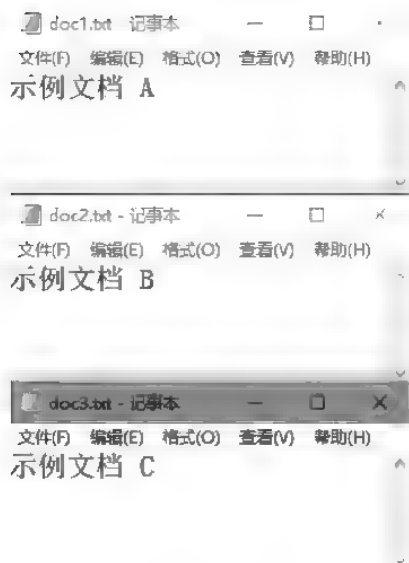 doc1.txt - 记事本
文件(F) 编辑(E) 格式(O) 查看(V) 帮助(H)
示例文档 A
doc2.txt - 记事本
文件(F) 编辑(E) 格式(O) 查看(V) 帮助(H)
示例文档 B
doc3.txt - 记事本
文件(F) 编辑(E) 格式(O) 查看(V) 帮助(H)
示例文档 C